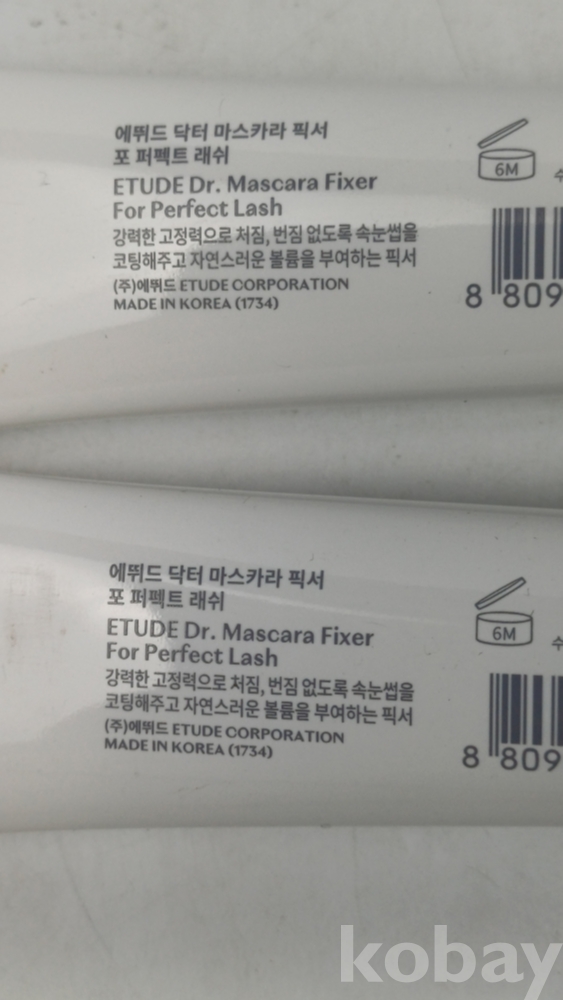 에뛰드 닥터 마스카라 픽서
포 퍼펙트 래쉬
ETUDE Dr. Mascara Fixer
For Perfect Lash
강력한 고정력으로 처짐, 번짐 없도록 속눈썹을
코팅해주고 자연스러운 볼륨을 부여하는 픽서
(주)에뛰드 ETUDE CORPORATION
MADE IN KOREA (1734)
6M
수
8 809
에뛰드 닥터 마스카라 픽서
포 퍼펙트 래쉬
ETUDE Dr. Mascara Fixer
For Perfect Lash
강력한 고정력으로 처짐, 번짐 없도록 속눈썹을
코팅해주고 자연스러운 볼륨을 부여하는 픽서
(주)에뛰드 ETUDE CORPORATION
MADE IN KOREA (1734)
6M
수
8 809
kobay